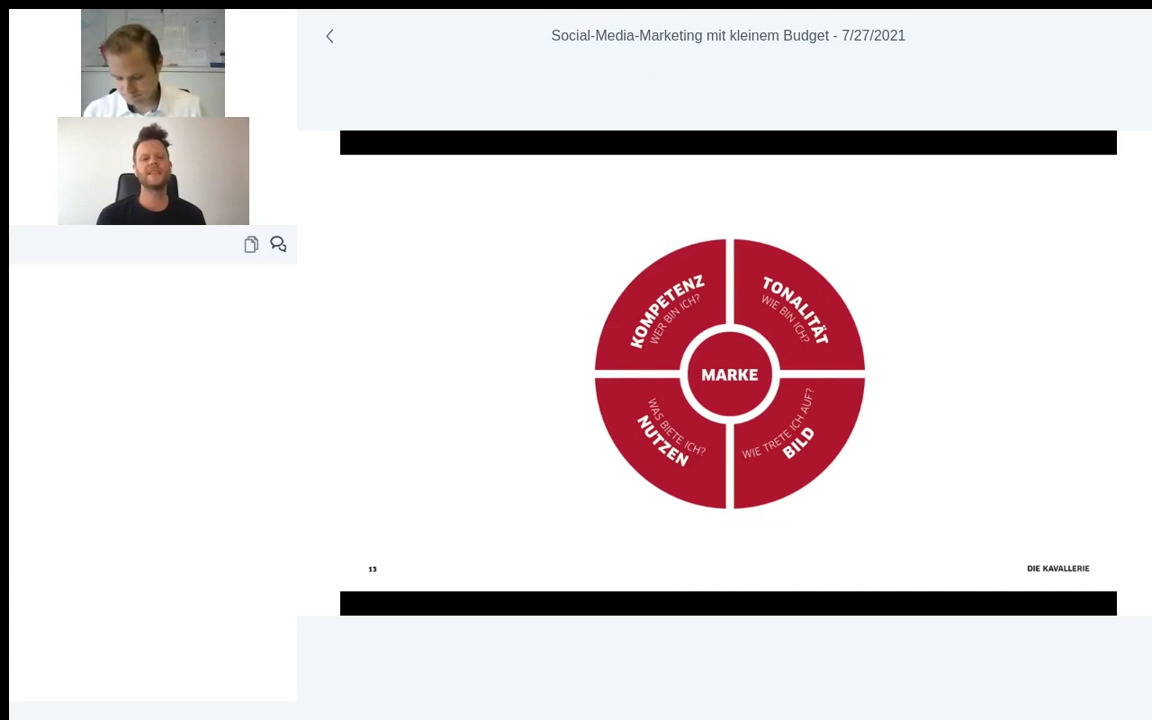 Social-Media-Marketing mit kleinem Budget - 7/27/2021
KOMPETENZ
WER BIN ICH?
TONALITÄT
WIE BIN ICH?
MARKE
WAS BIETE ICH?
NUTZEN
WIE TRETE ICH AUF?
BILD
13
DIE KAVALLERIE